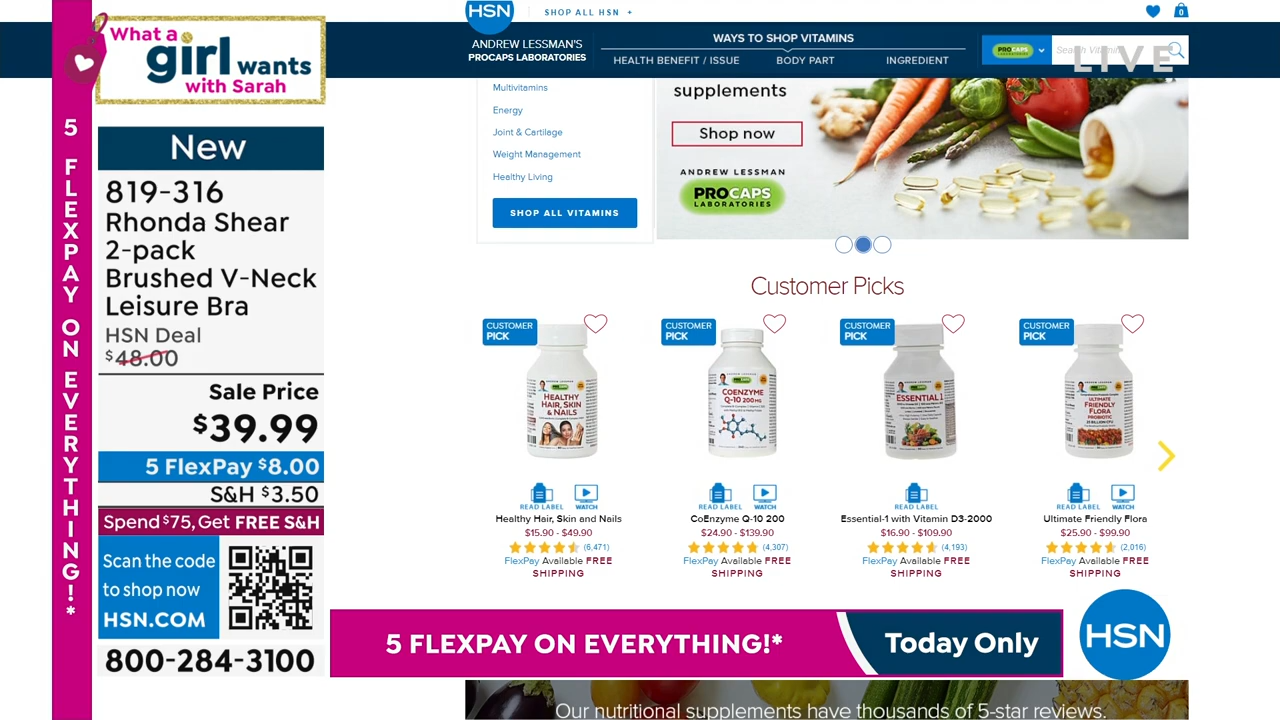 What a
girl wants
with Sarah
5 FLEXPAY ON EVERYTHING!*
New
819-316
Rhonda Shear
2-pack
Brushed V-Neck
Leisure Bra
HSN Deal
$48.00
Sale Price
$39.99
5 FlexPay $8.00
S&H $3.50
Spend $75, Get FREE S&H
Scan the code
to shop now
HSN.COM
800-284-3100
HSN
SHOP ALL HSN +
0
ANDREW LESSMAN'S
PROCAPS LABORATORIES
WAYS TO SHOP VITAMINS
HEALTH BENEFIT / ISSUE BODY PART INGREDIENT
PROCAPS
Search Vitamins
LIVE
Multivitamins
Energy
Joint & Cartilage
Weight Management
Healthy Living
SHOP ALL VITAMINS
supplements
Shop now
ANDREW LESSMAN
PROCAPS
LABORATORIES
Customer Picks
CUSTOMER PICK CUSTOMER PICK CUSTOMER PICK CUSTOMER PICK
HEALTHY
HAIR, SKIN
& NAILS
COENZYME
Q-10 200MG
ESSENTIAL 1
ULTIMATE
FRIENDLY
FLORA
PROBIOTIC
READ LABEL WATCH READ LABEL WATCH READ LABEL READ LABEL WATCH
Healthy Hair, Skin and Nails CoEnzyme Q-10 200 Essential-1 with Vitamin D3-2000 Ultimate Friendly Flora
$15.90 - $49.90 $24.90 - $139.90 $16.90 - $109.90 $25.90 - $99.90
(6,471) (4,307) (4,193) (2,016)
FlexPay Available FREE FlexPay Available FREE FlexPay Available FREE FlexPay Available FREE
SHIPPING SHIPPING SHIPPING SHIPPING
5 FLEXPAY ON EVERYTHING!* Today Only
HSN
Our nutritional supplements have thousands of 5-star reviews.